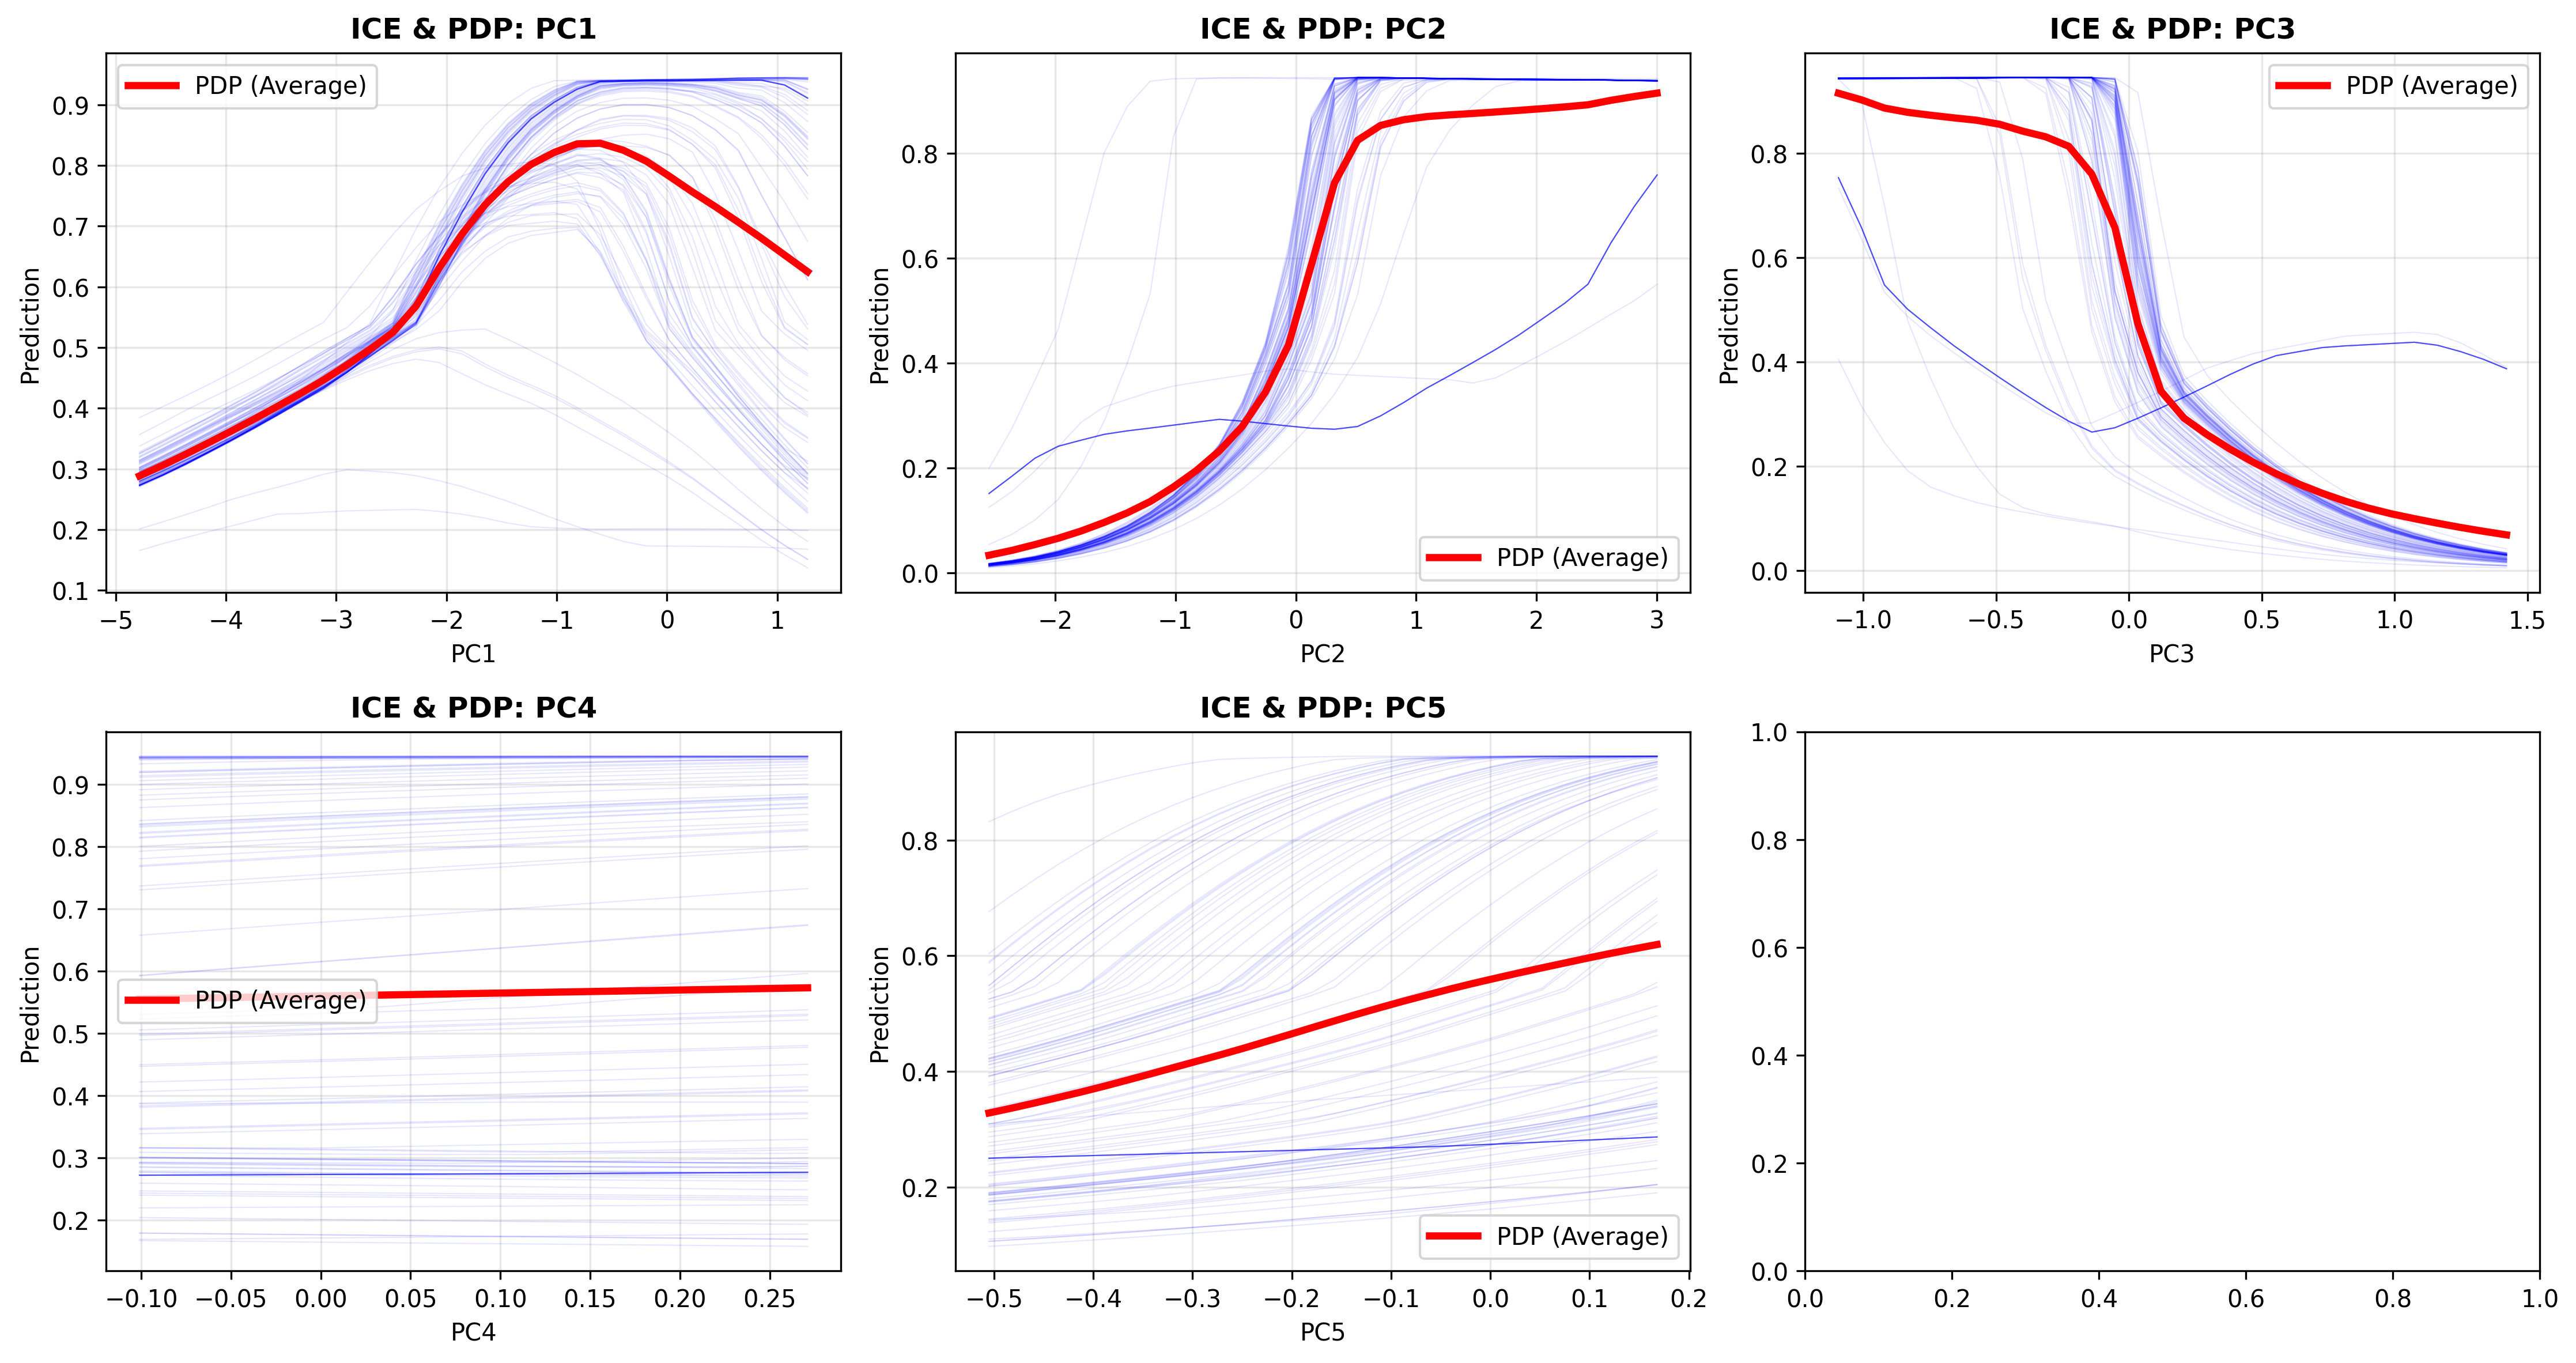 ICE & PDP: PC1
PDP (Average)
Prediction
0.9
0.8
0.7
0.6
0.5
0.4
0.3
0.2
0.1
−5 −4 −3 −2 −1 0 1
PC1
ICE & PDP: PC2
PDP (Average)
Prediction
0.8
0.6
0.4
0.2
0.0
−2 −1 0 1 2 3
PC2
ICE & PDP: PC3
PDP (Average)
Prediction
0.8
0.6
0.4
0.2
0.0
−1.0 −0.5 0.0 0.5 1.0 1.5
PC3
ICE & PDP: PC4
PDP (Average)
Prediction
0.9
0.8
0.7
0.6
0.5
0.4
0.3
0.2
−0.10 −0.05 0.00 0.05 0.10 0.15 0.20 0.25
PC4
ICE & PDP: PC5
PDP (Average)
Prediction
0.8
0.6
0.4
0.2
−0.5 −0.4 −0.3 −0.2 −0.1 0.0 0.1 0.2
PC5
1.0
0.8
0.6
0.4
0.2
0.0
0.0 0.2 0.4 0.6 0.8 1.0